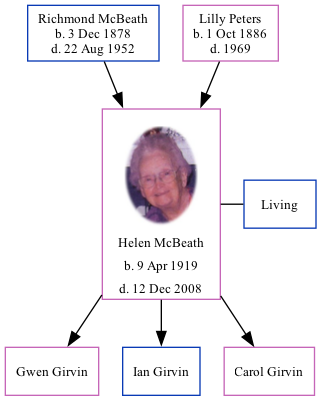 Richmond McBeath
b. 3 Dec 1878
d. 22 Aug 1952
Lilly Peters
b. 1 Oct 1886
d. 1969
Helen McBeath
b. 9 Apr 1919
d. 12 Dec 2008
Living
Gwen Girvin
Ian Girvin
Carol Girvin